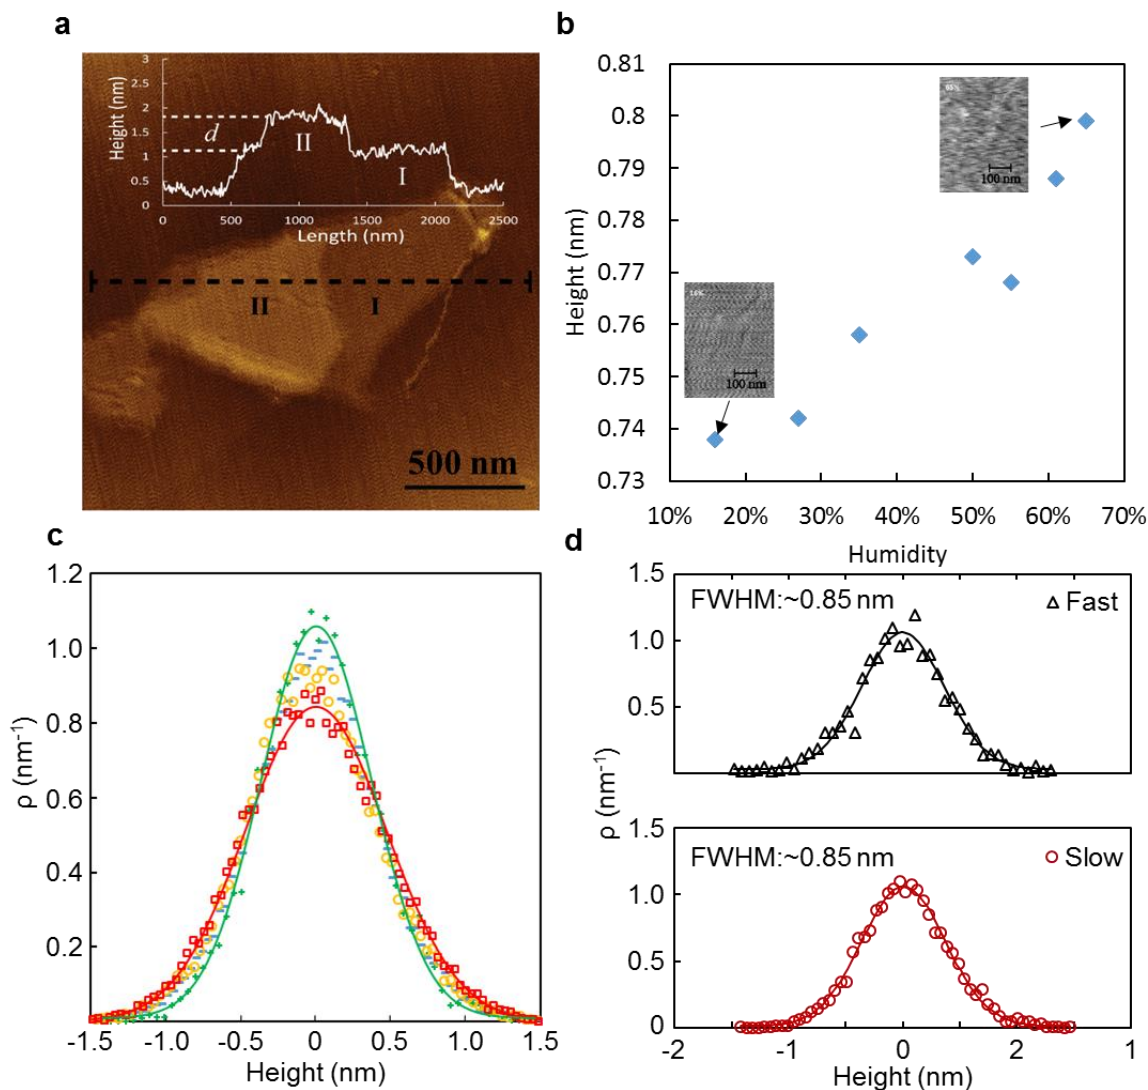 a
Height (nm)
3
2.5
2
1.5
1
0.5
0
d
II
I
0
500
1000
1500
2000
2500
Length (nm)
II
I
500 nm
b
Height (nm)
0.81
0.8
0.79
0.78
0.77
0.76
0.75
0.74
0.73
100 nm
100 nm
10%
20%
30%
40%
50%
60%
70%
Humidity
c
ρ (nm⁻¹)
1.2
1.0
0.8
0.6
0.4
0.2
-1.5
-1.0
-0.5
0
0.5
1.0
1.5
Height (nm)
d
ρ (nm⁻¹)
1.5
1.0
0.5
FWHM:~0.85 nm
Fast
1.5
1.0
0.5
0
FWHM:~0.85 nm
Slow
-2
-1
0
2
1
Height (nm)